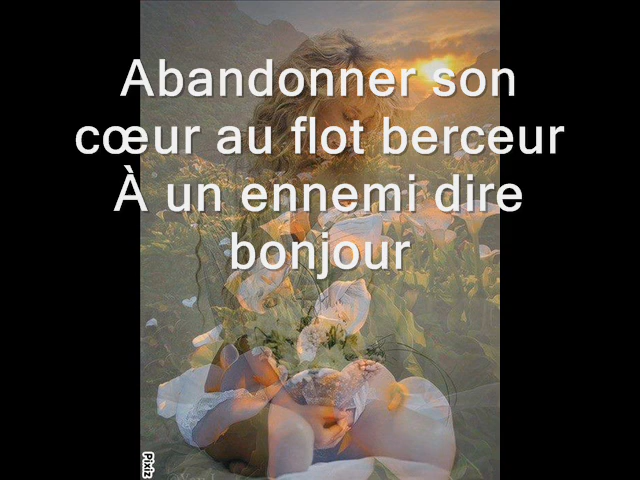 Abandonner son
cœur au flot berceur
À un ennemi dire
bonjour
Pixiz